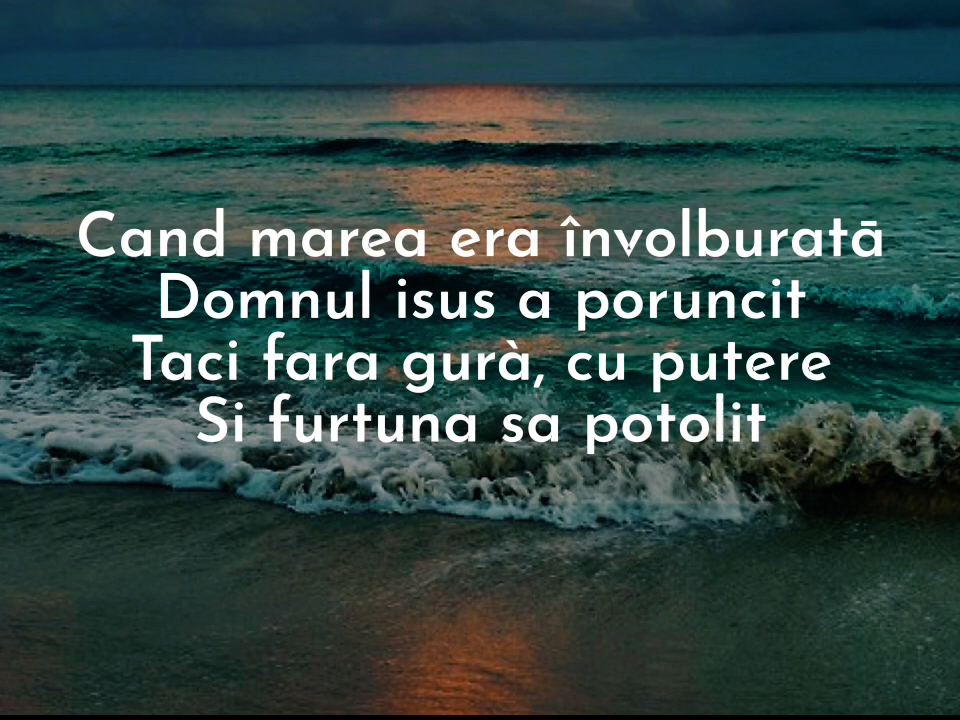 Cand marea era învolburatā
Domnul isus a poruncit
Taci fara gurà, cu putere
Si furtuna sa potolit